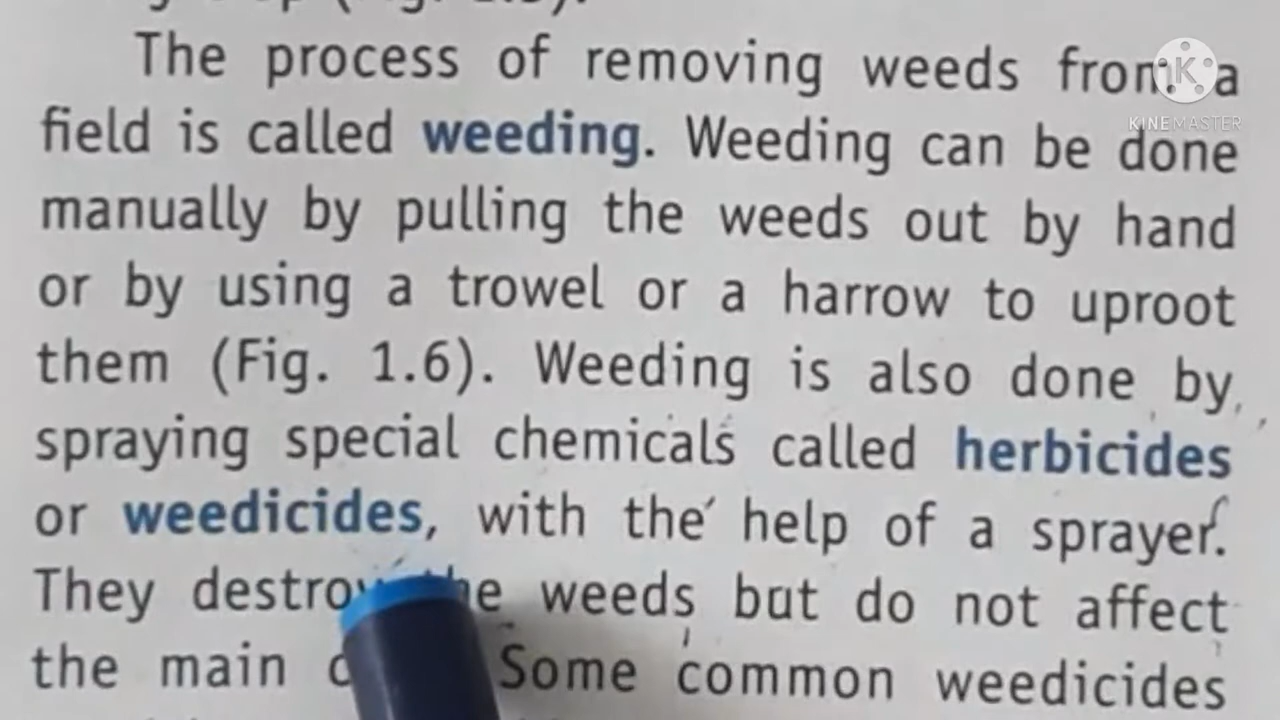 The process of removing weeds from a
field is called weeding. Weeding can be done
manually by pulling the weeds out by hand
or by using a trowel or a harrow to uproot
them (Fig. 1.6). Weeding is also done by
spraying special chemicals called herbicides
or weedicides, with the help of a sprayer.
They destroy the weeds but do not affect
the main Some common weedicides
KINEMASTER